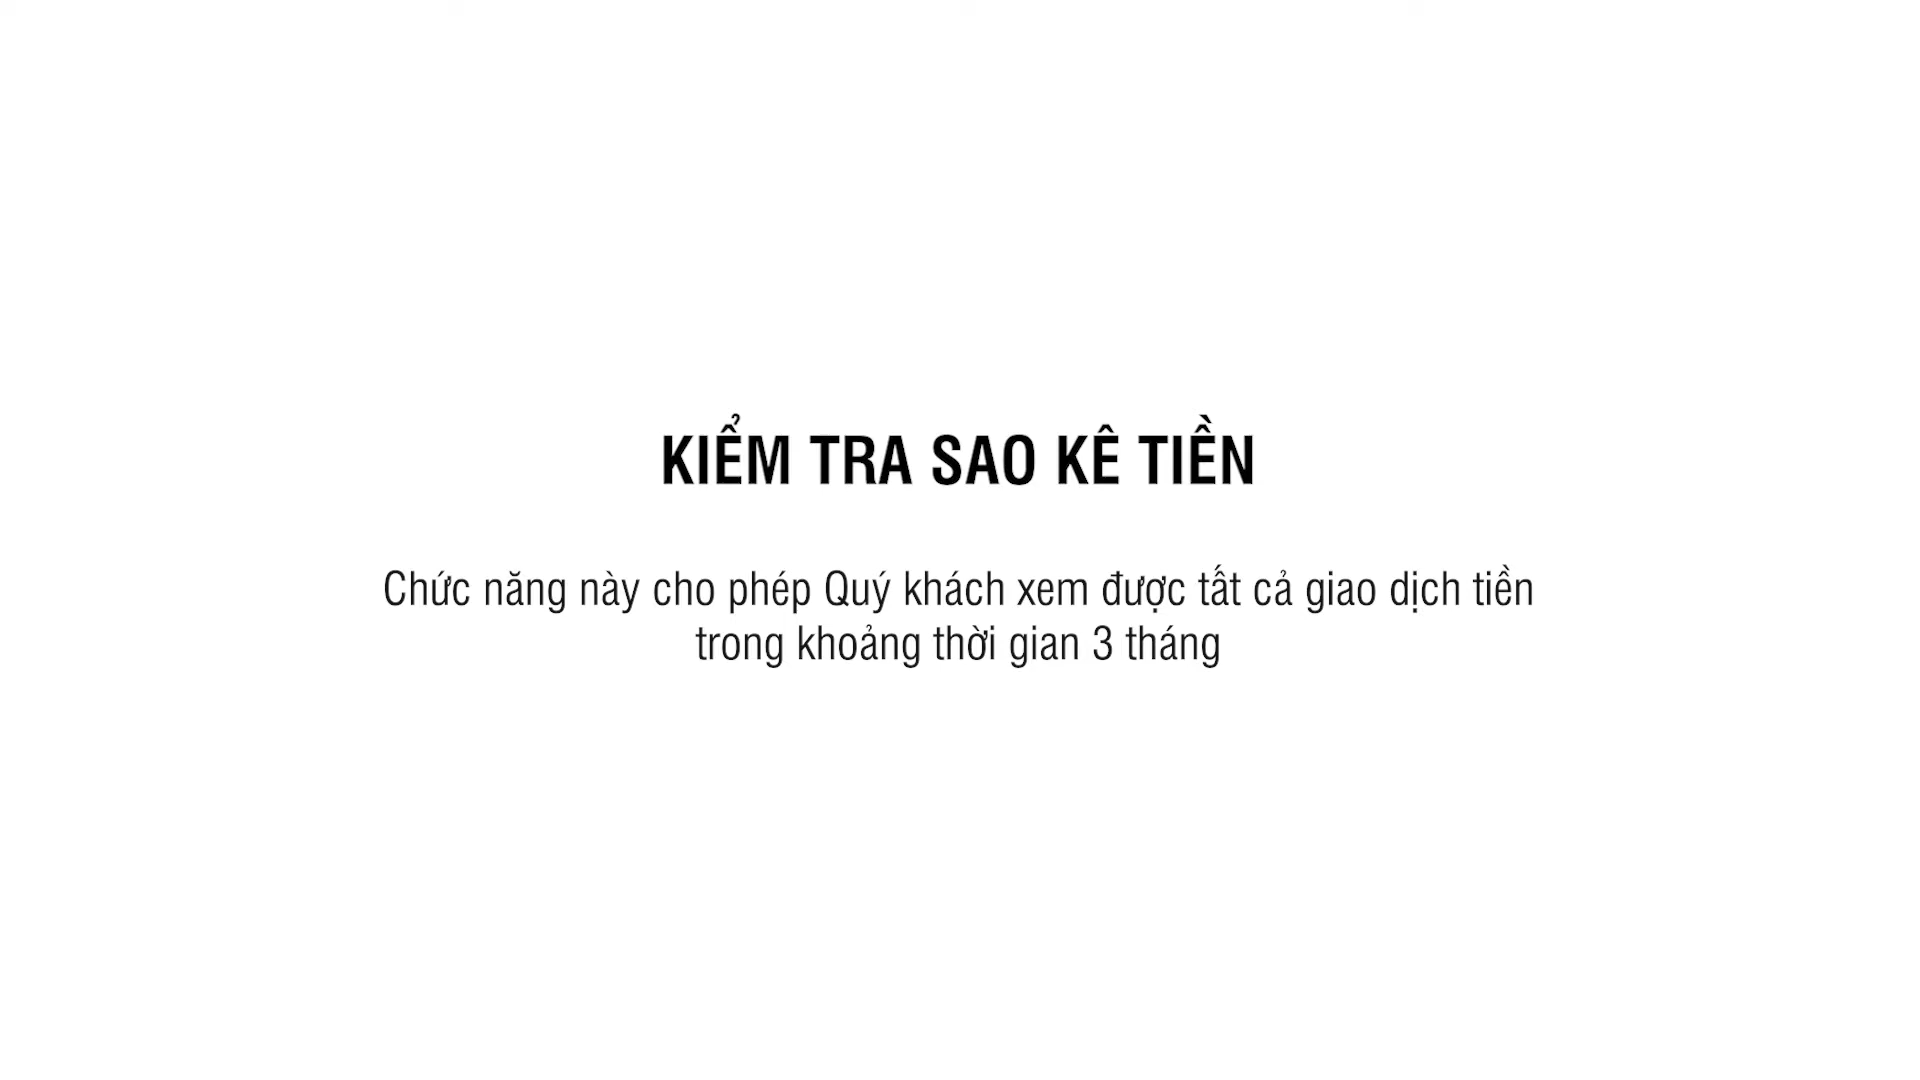 KIỂM TRA SAO KÊ TIỀN
Chức năng này cho phép Quý khách xem được tất cả giao dịch tiền
trong khoảng thời gian 3 tháng